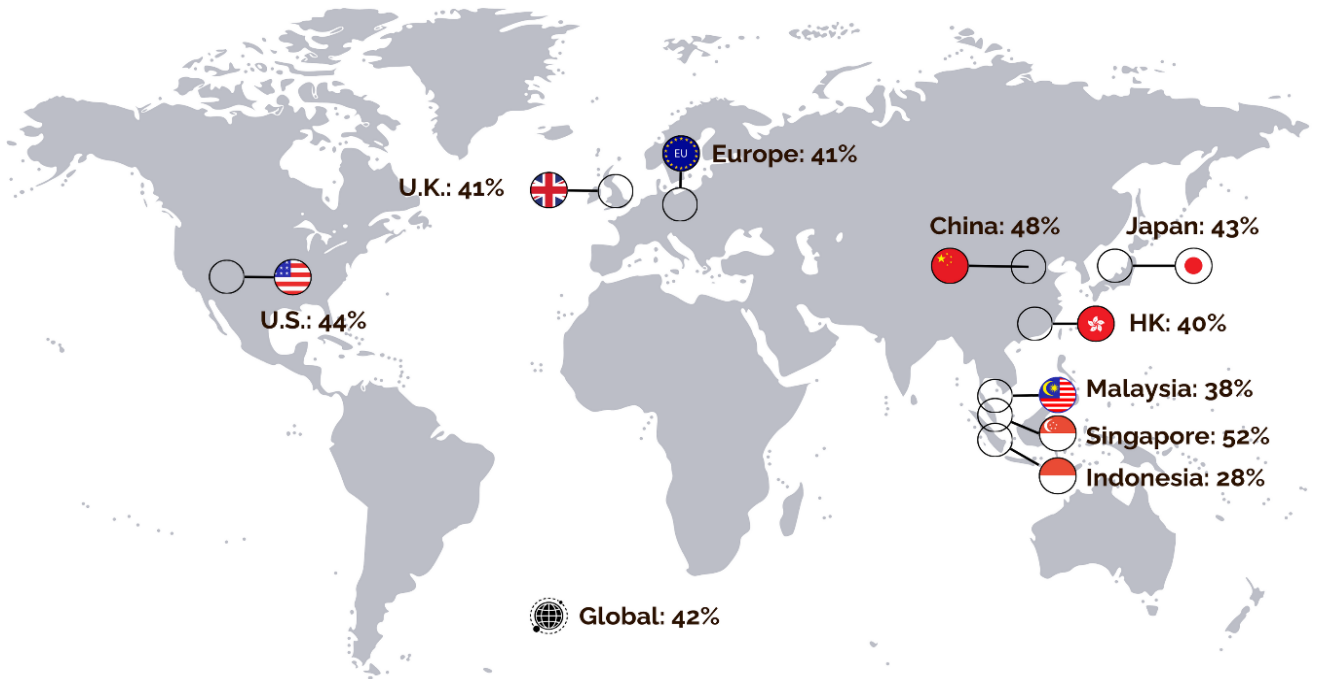 EU
Europe: 41%
U.K.: 41%
China: 48%
Japan: 43%
U.S.: 44%
HK: 40%
Malaysia: 38%
Singapore: 52%
Indonesia: 28%
Global: 42%